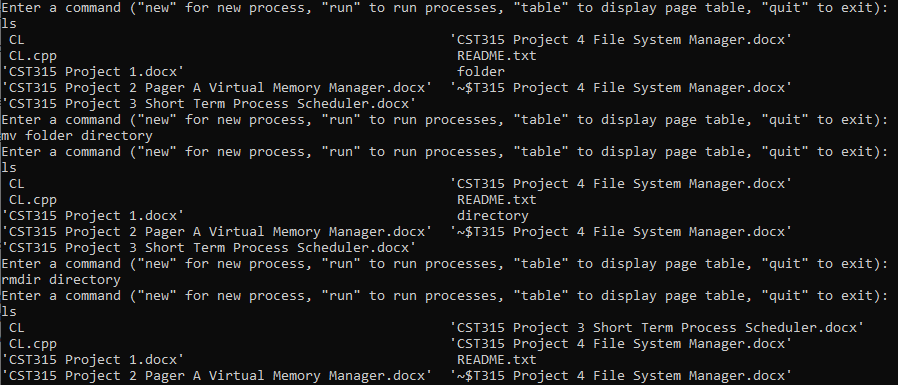 Enter a command ("new" for new process, "run" to run processes, "table" to display page table, "quit" to exit):
ls
 CL                                                     'CST315 Project 4 File System Manager.docx'
 CL.cpp                                                  README.txt
'CST315 Project 1.docx'                                  folder
'CST315 Project 2 Pager A Virtual Memory Manager.docx'  '~$T315 Project 4 File System Manager.docx'
'CST315 Project 3 Short Term Process Scheduler.docx'
Enter a command ("new" for new process, "run" to run processes, "table" to display page table, "quit" to exit):
mv folder directory
Enter a command ("new" for new process, "run" to run processes, "table" to display page table, "quit" to exit):
ls
 CL                                                     'CST315 Project 4 File System Manager.docx'
 CL.cpp                                                  README.txt
'CST315 Project 1.docx'                                  directory
'CST315 Project 2 Pager A Virtual Memory Manager.docx'  '~$T315 Project 4 File System Manager.docx'
'CST315 Project 3 Short Term Process Scheduler.docx'
Enter a command ("new" for new process, "run" to run processes, "table" to display page table, "quit" to exit):
rmdir directory
Enter a command ("new" for new process, "run" to run processes, "table" to display page table, "quit" to exit):
ls
 CL                                                     'CST315 Project 3 Short Term Process Scheduler.docx'
 CL.cpp                                                 'CST315 Project 4 File System Manager.docx'
'CST315 Project 1.docx'                                  README.txt
'CST315 Project 2 Pager A Virtual Memory Manager.docx'  '~$T315 Project 4 File System Manager.docx'